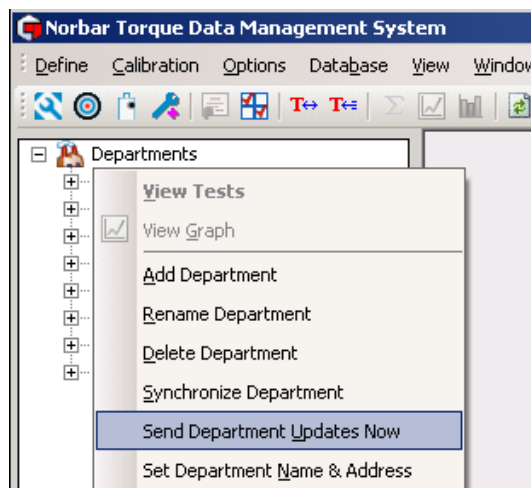 Norbar Torque Data Management System
Define Calibration Options Database View Window
T↔ T⇔ Σ
Departments
View Tests
View Graph
Add Department
Rename Department
Delete Department
Synchronize Department
Send Department Updates Now
Set Department Name & Address